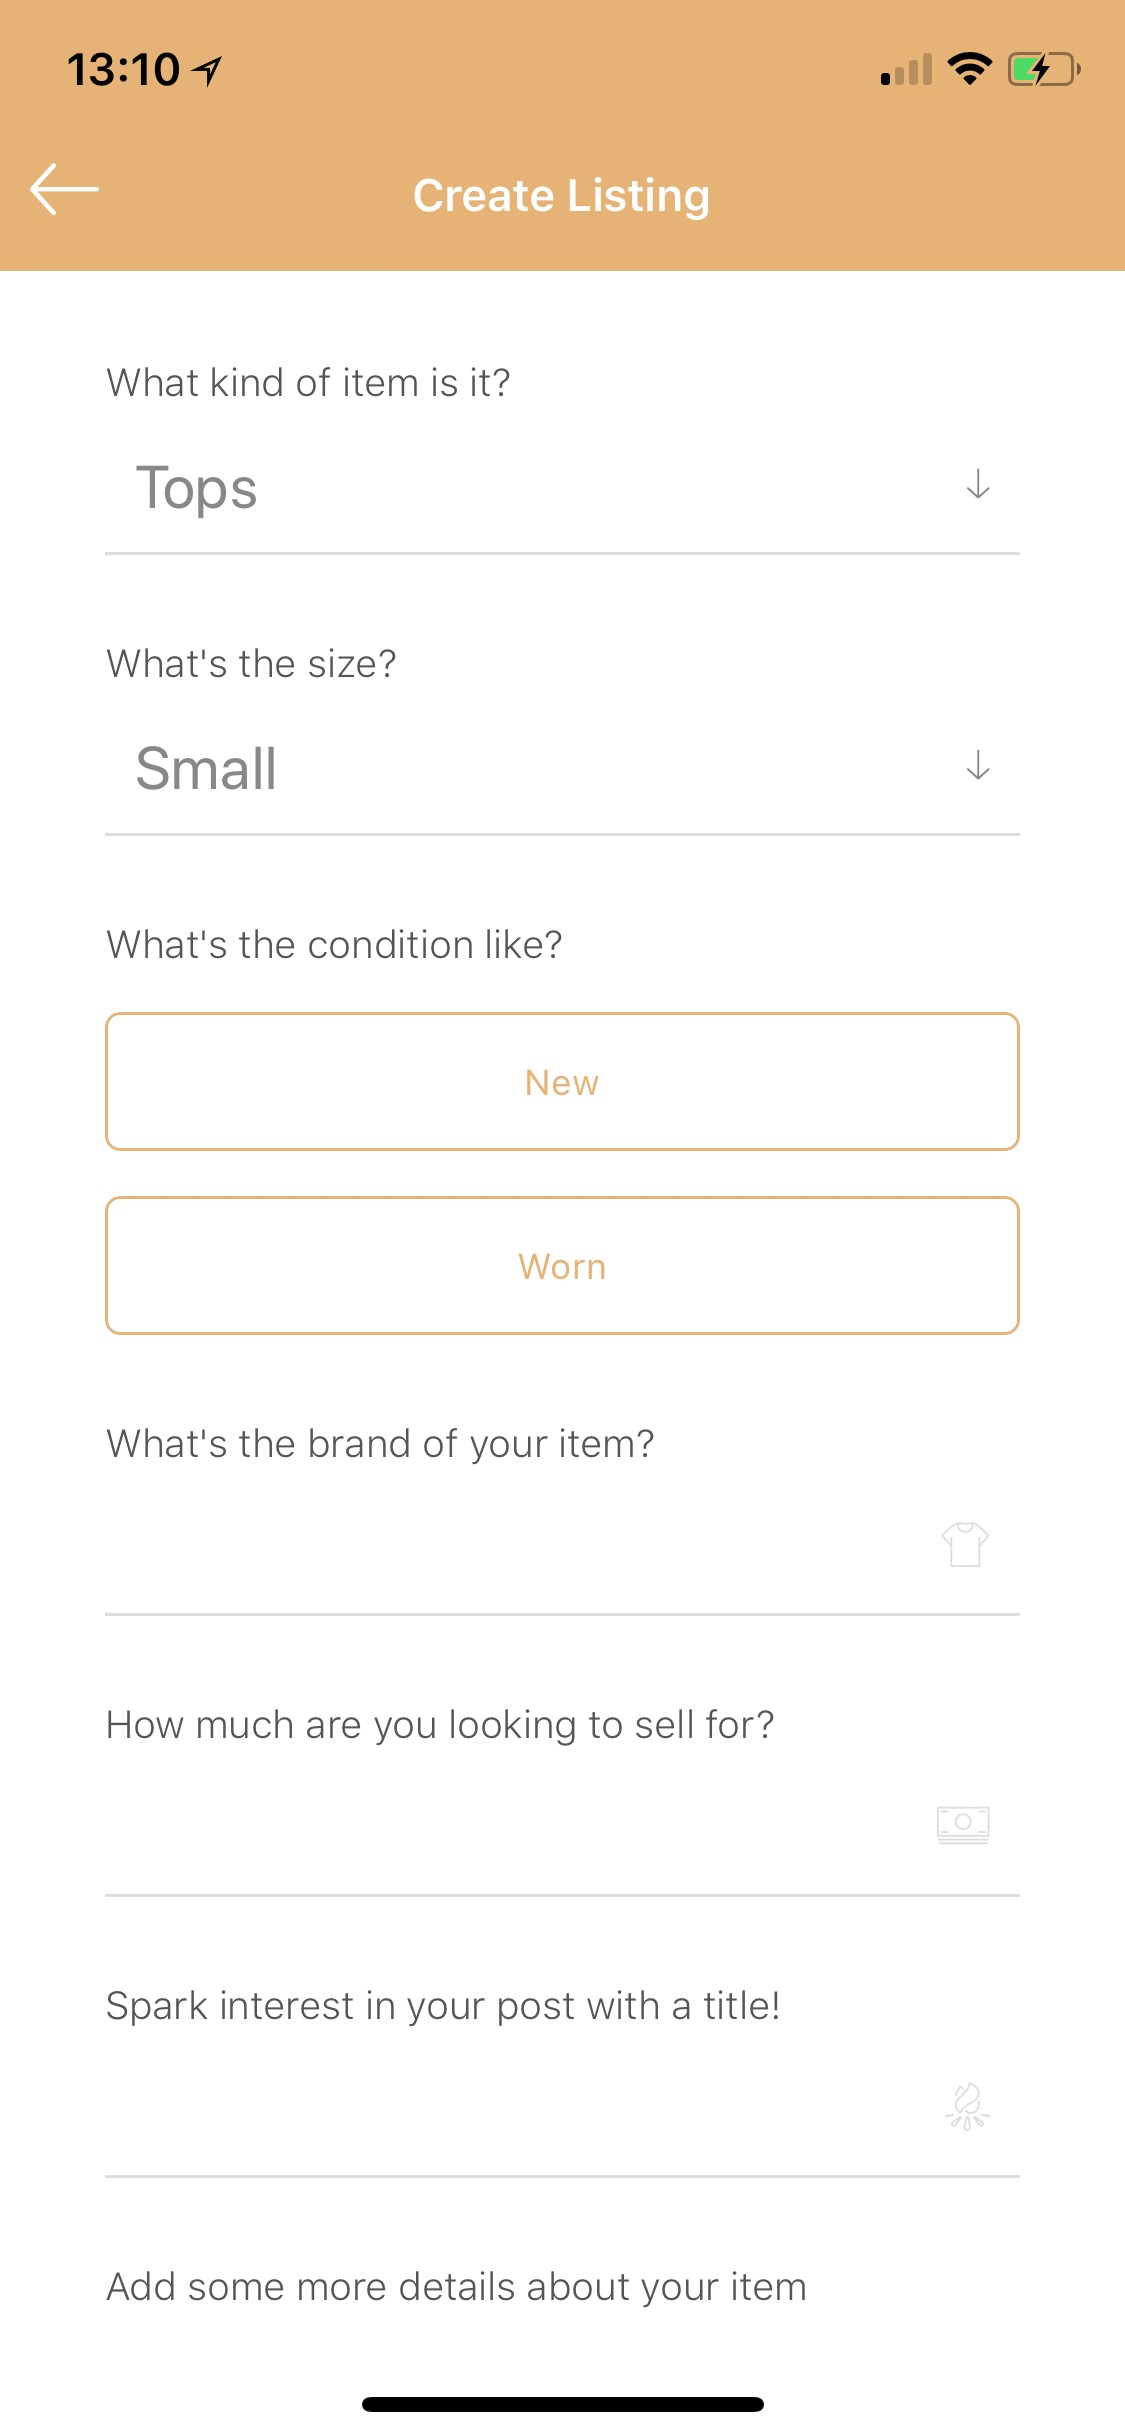 13:10
Create Listing
What kind of item is it?
Tops
What's the size?
Small
What's the condition like?
New
Worn
What's the brand of your item?
How much are you looking to sell for?
Spark interest in your post with a title!
Add some more details about your item